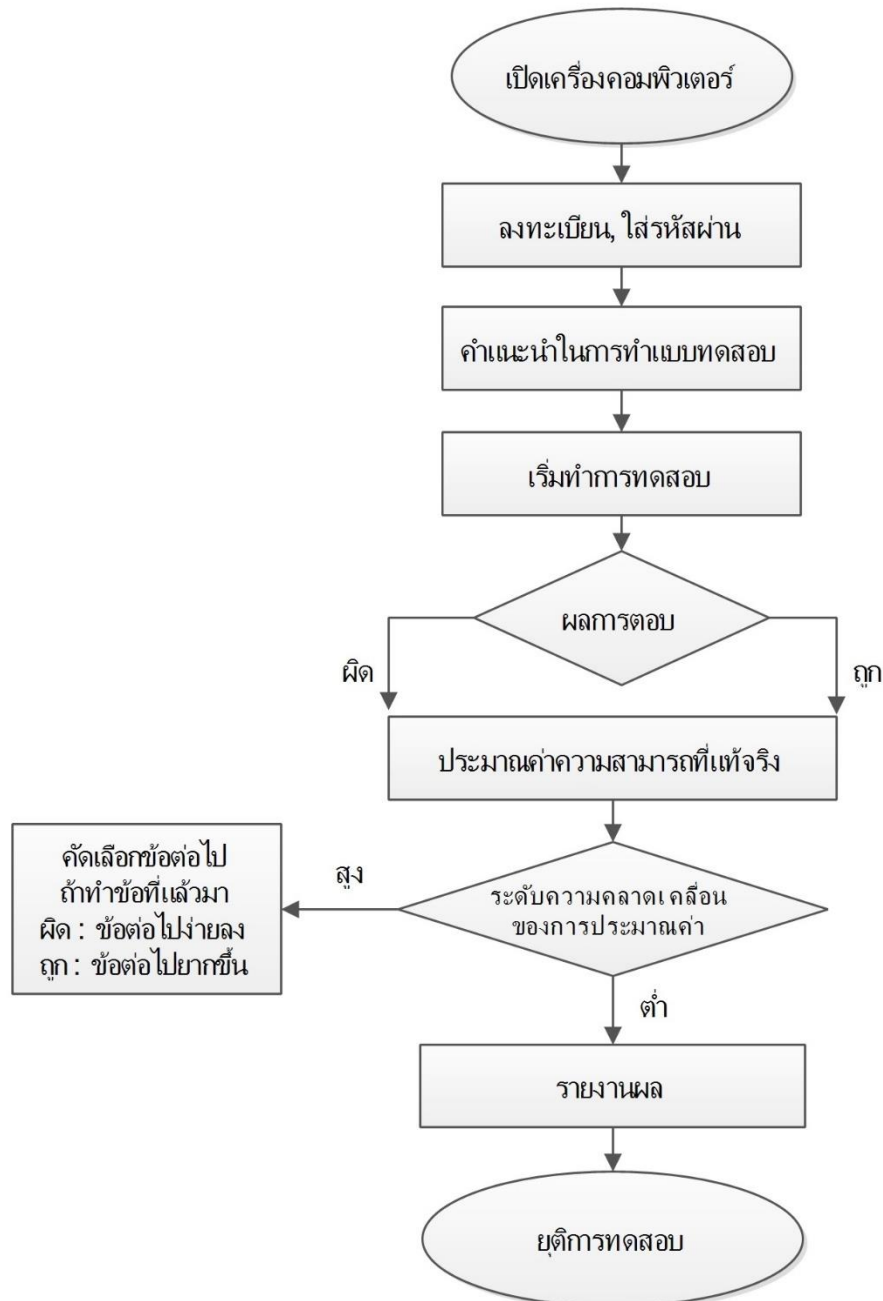 เปิดเครื่องคอมพิวเตอร์
ลงทะเบียน, ใส่รหัสผ่าน
คำแนะนำในการทำแบบทดสอบ
เริ่มทำการทดสอบ
ผลการตอบ
ผิด
ถูก
ประมาณค่าความสามารถที่แท้จริง
คัดเลือกข้อต่อไป
ถ้าทำข้อที่แล้วมา
ผิด : ข้อต่อไปง่ายลง
ถูก : ข้อต่อไปยากขึ้น
สูง
ระดับความคลาดเคลื่อน
ของการประมาณค่า
ต่ำ
รายงานผล
ยุติการทดสอบ